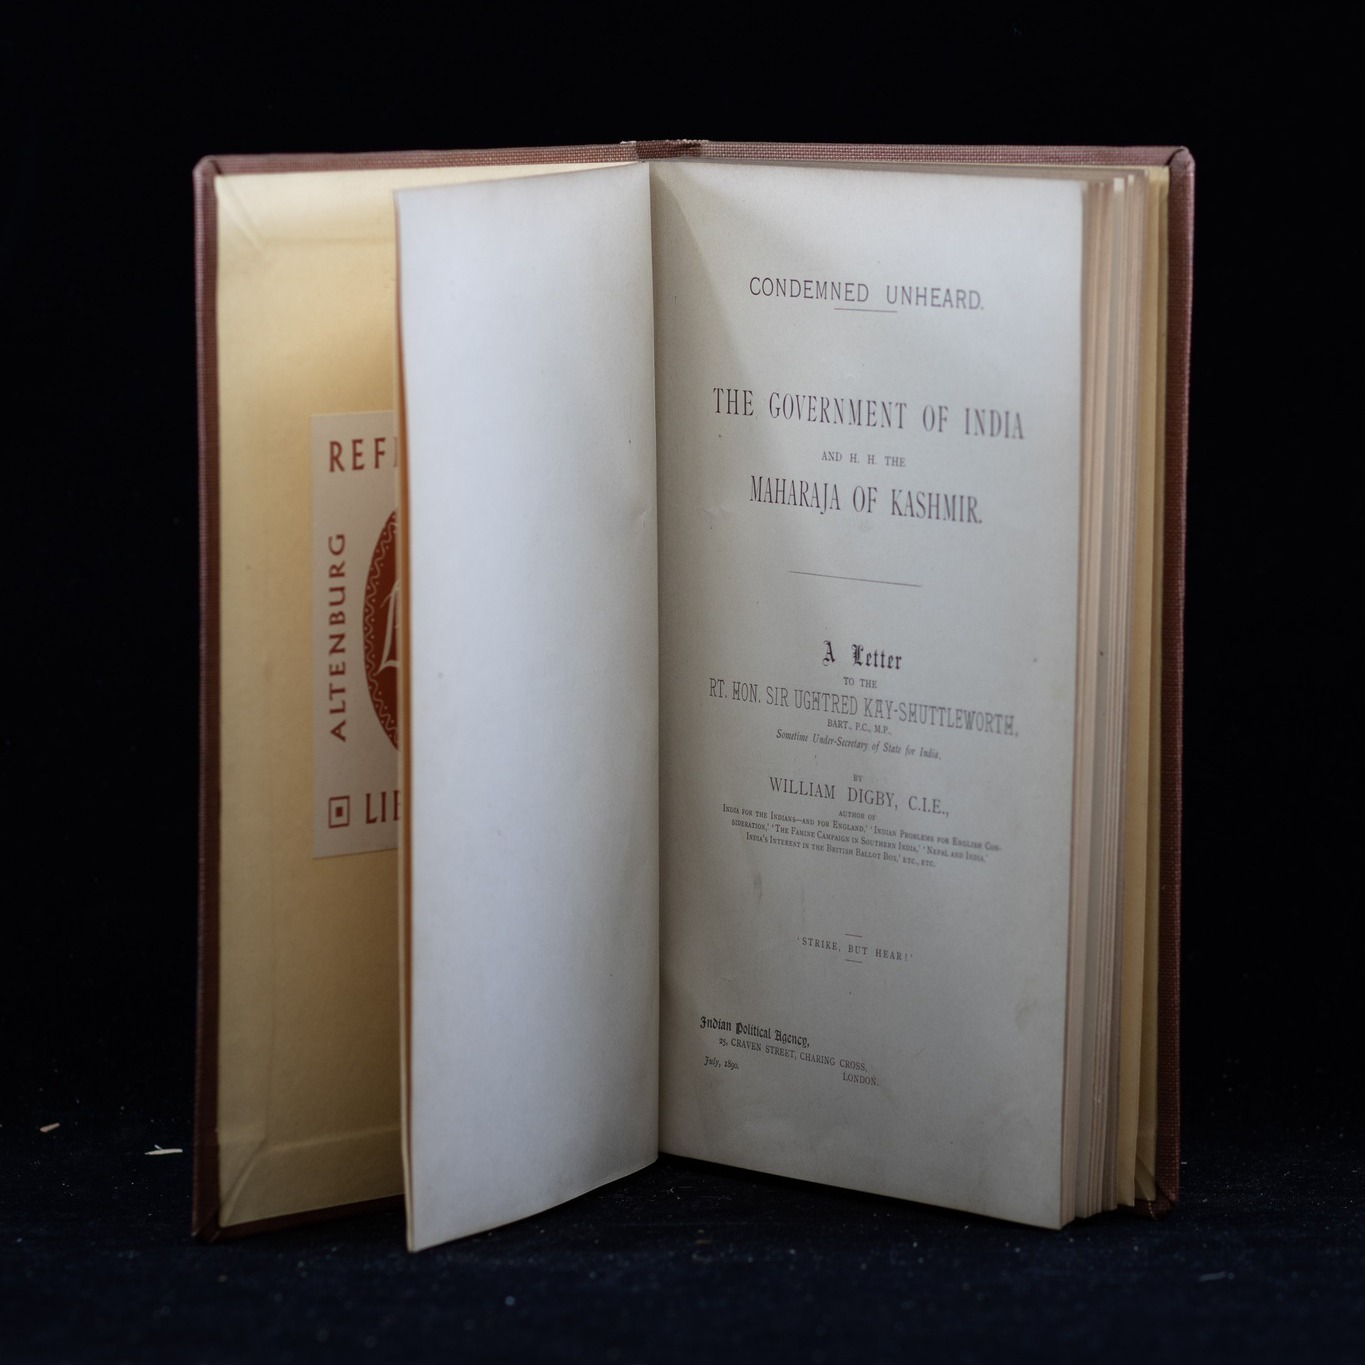 ALTENBURG
CONDEMNED UNHEARD.
THE GOVERNMENT OF INDIA
AND H. H. THE
MAHARAJA OF KASHMIR.
A Letter
TO THE
RT. HON. SIR UGHTRED KAY-SHUTTLEWORTH,
BART., P.C., M.P.,
Sometime Under-Secretary of State for India,
BY
WILLIAM DIGBY, C.I.E.,
AUTHOR OF
INDIA FOR THE INDIANS—AND FOR ENGLAND,' 'INDIAN PROBLEMS FOR ENGLISH CON-
SIDERATION,' 'THE FAMINE CAMPAIGN IN SOUTHERN INDIA,' 'NEPAL AND INDIA,'
INDIA'S INTEREST IN THE BRITISH BALLOT BOX,' ETC., ETC.
'STRIKE, BUT HEAR!'
Indian Political Agency,
25, CRAVEN STREET, CHARING CROSS,
July, 1890. LONDON.